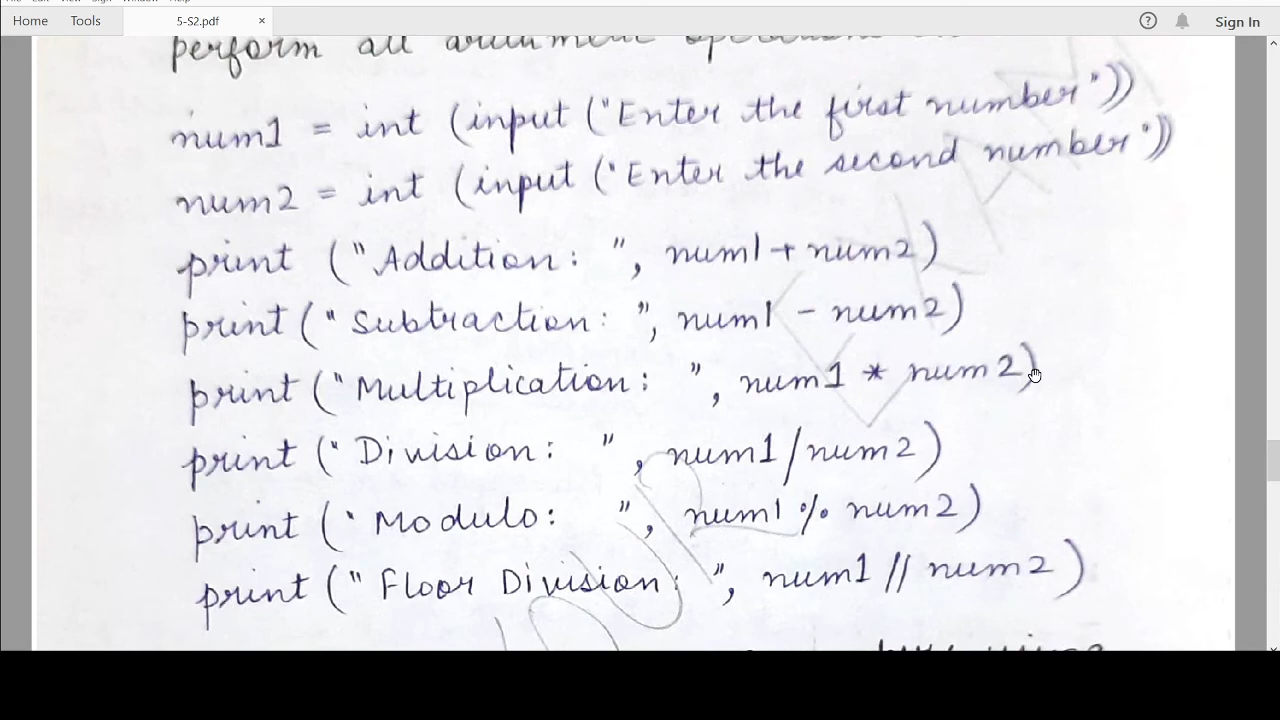 Home Tools 5-S2.pdf × Sign In
perform all
num1 = int (input ("Enter the first number"))
num2 = int (input ("Enter the second number"))
print ("Addition: ", num1+ num2)
print ("Subtraction: ", num1 - num2)
print ("Multiplication: ", num1 * num2)
print ("Division: ", num1/num2)
print ("Modulo: ", num1 % num2)
print ("Floor Division: ", num1 // num2)